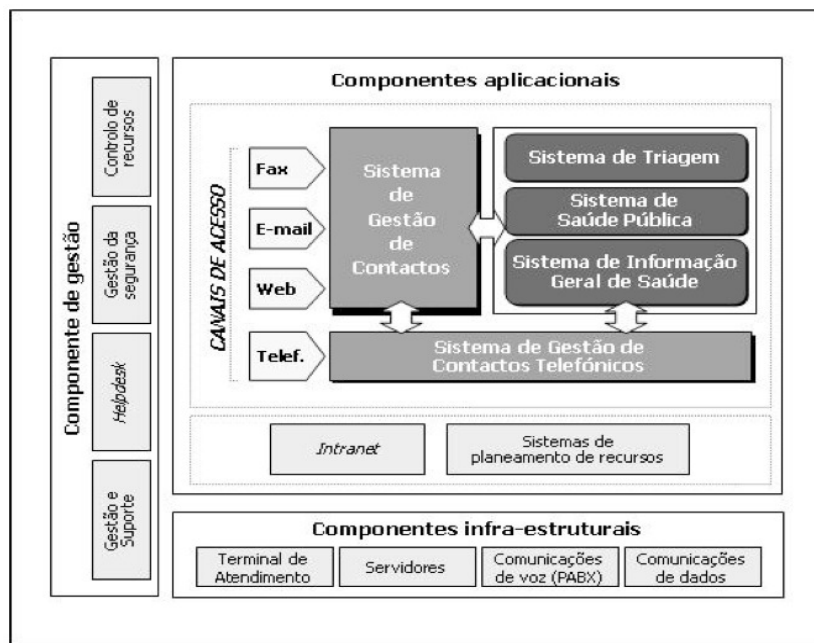 Componente de gestão
Controlo de
recursos
Gestão da
segurança
Helpdesk
Gestão e
Suporte
Componentes aplicacionais
CANAIS DE ACESSO
Fax
E-mail
Web
Telef.
Sistema
de
Gestão
de
Contactos
Sistema de Triagem
Sistema de
Saúde Pública
Sistema de Informação
Geral de Saúde
Sistema de Gestão de
Contactos Telefónicos
Intranet
Sistemas de
planeamento de recursos
Componentes infra-estruturais
Terminal de
Atendimento
Servidores
Comunicações
de voz (PABX)
Comunicações
de dados